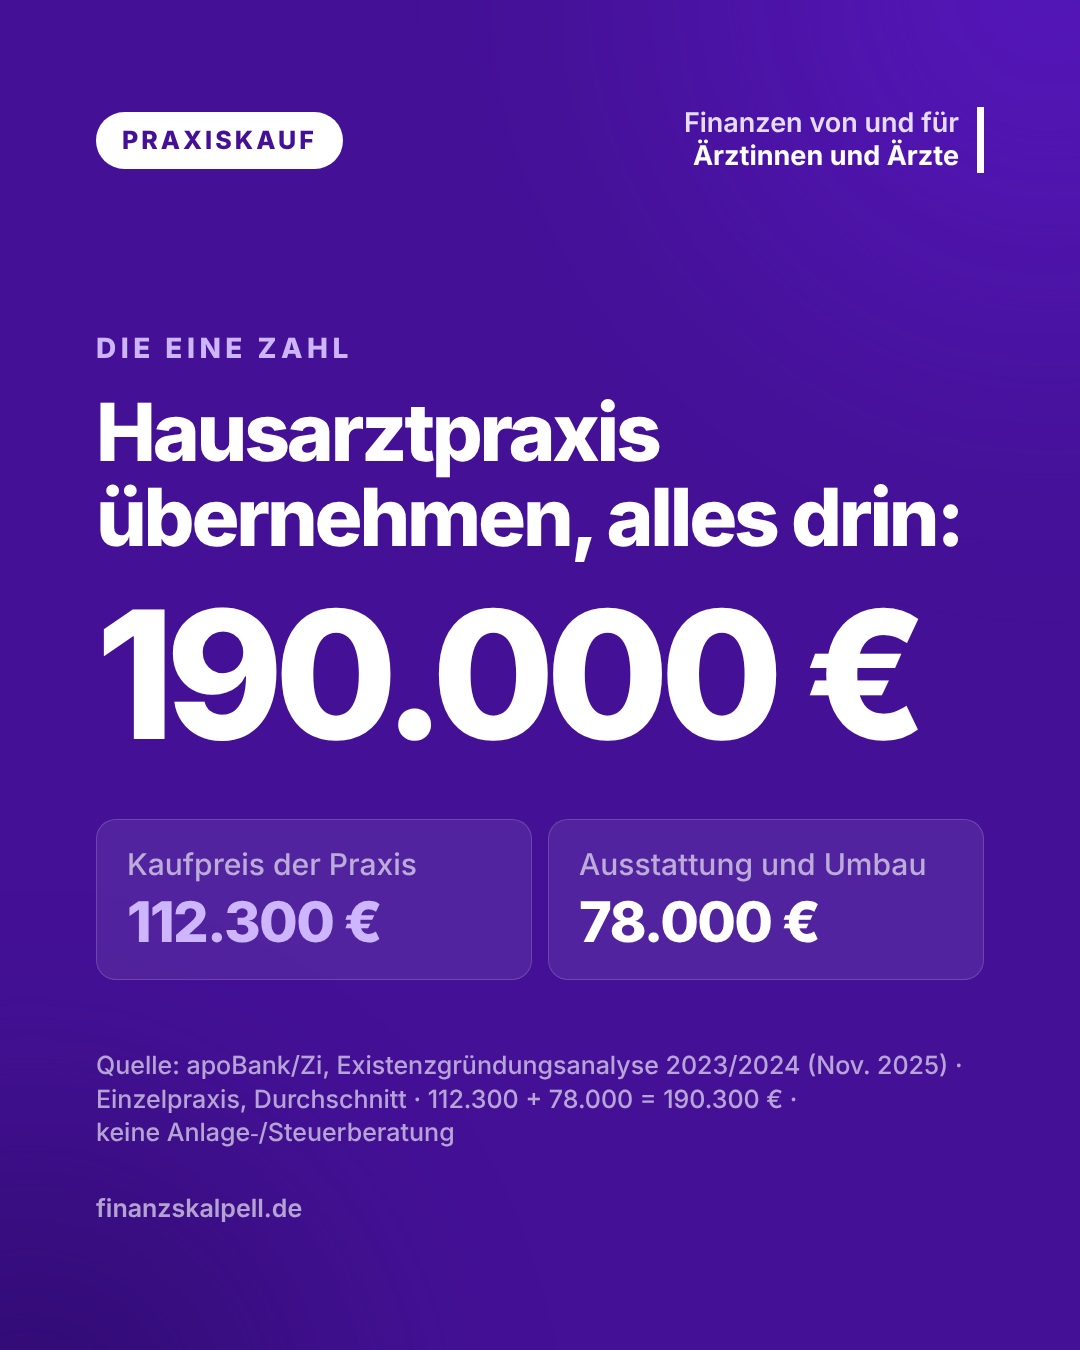 PRAXISKAUF
Finanzen von und für
Ärztinnen und Ärzte
DIE EINE ZAHL
Hausarztpraxis
übernehmen, alles drin:
190.000 €
Kaufpreis der Praxis
112.300 €
Ausstattung und Umbau
78.000 €
Quelle: apoBank/Zi, Existenzgründungsanalyse 2023/2024 (Nov. 2025) ·
Einzelpraxis, Durchschnitt · 112.300 + 78.000 = 190.300 € ·
keine Anlage-/Steuerberatung
finanzskalpell.de